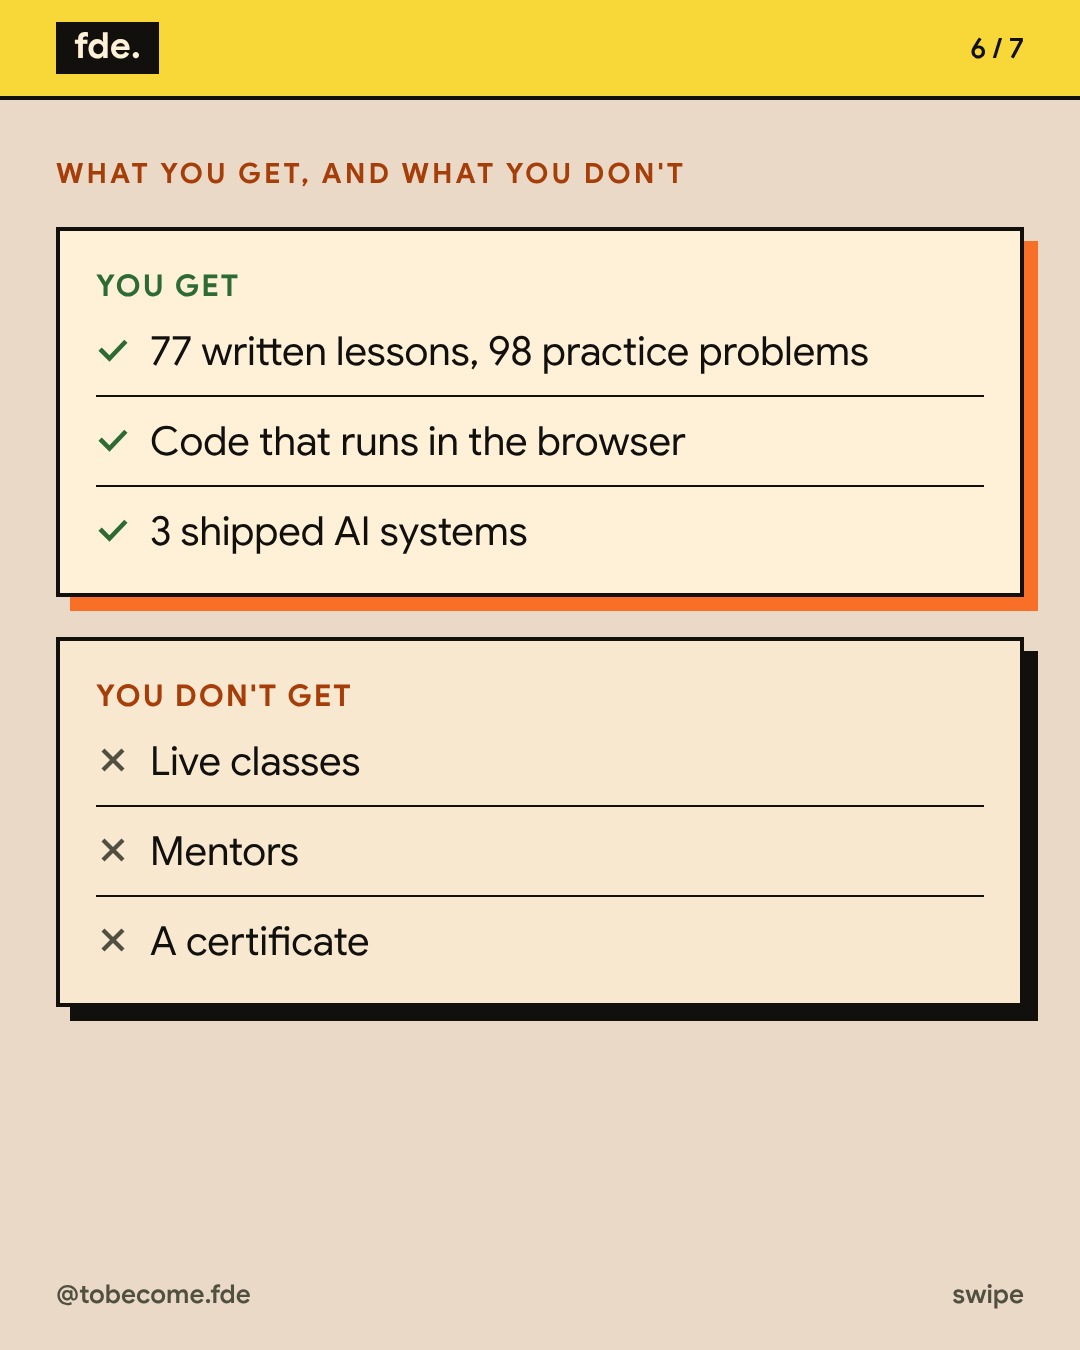 fde.
6 / 7
WHAT YOU GET, AND WHAT YOU DON'T
YOU GET
77 written lessons, 98 practice problems
Code that runs in the browser
3 shipped AI systems
YOU DON'T GET
Live classes
Mentors
A certificate
@tobecome.fde
swipe